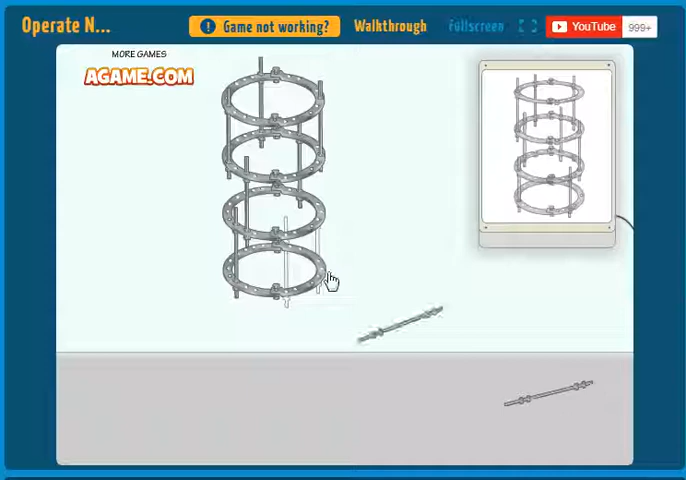 Operate N...
Game not working?
Walkthrough
Fullscreen
YouTube
999+
MORE GAMES
AGAME.COM